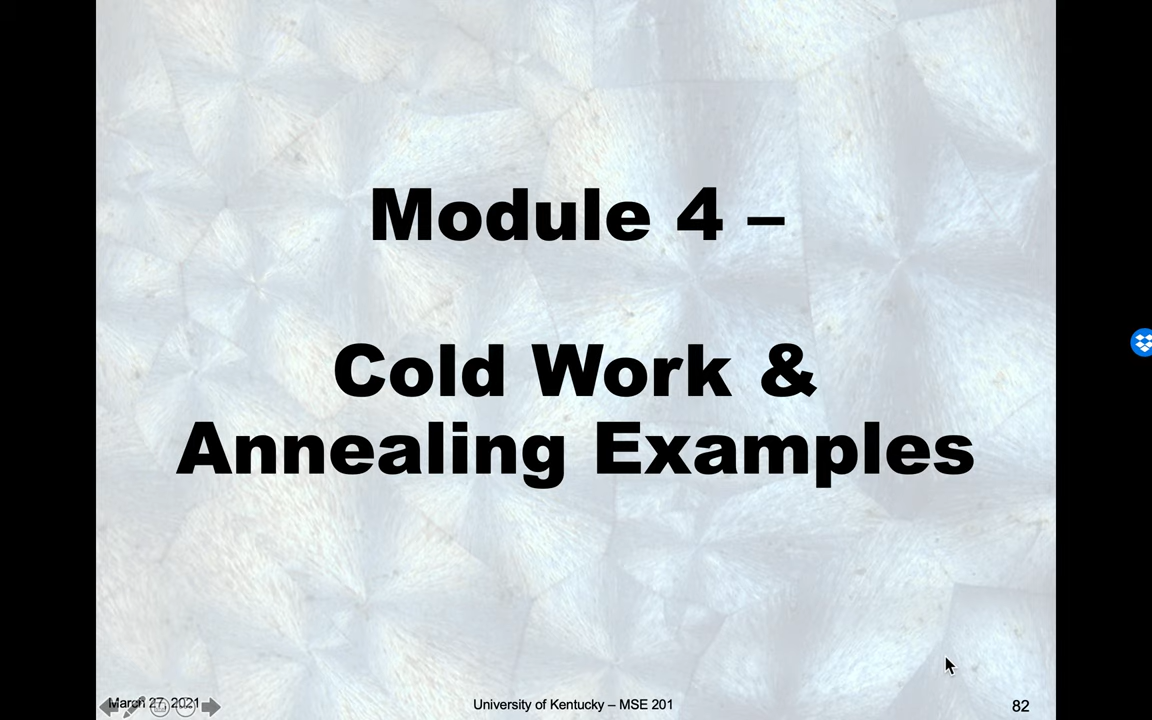 Module 4 –
Cold Work &
Annealing Examples
March 27, 2021
University of Kentucky – MSE 201
82